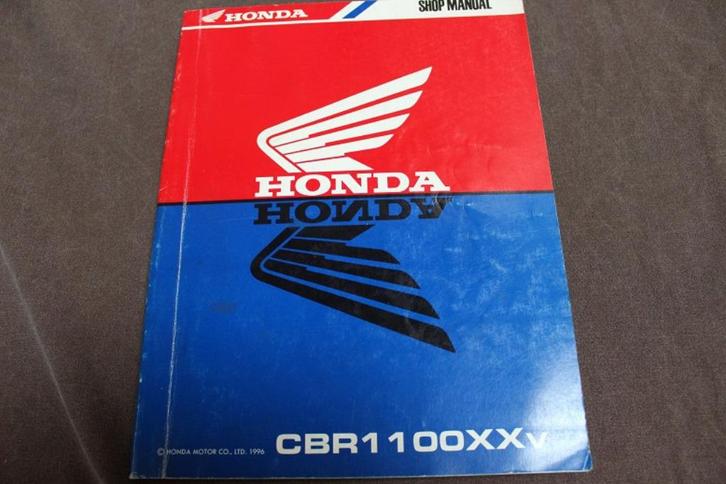 HONDA
SHOP MANUAL
HONDA
HONDA
CBR1100XXV
© HONDA MOTOR CO., LTD. 1996